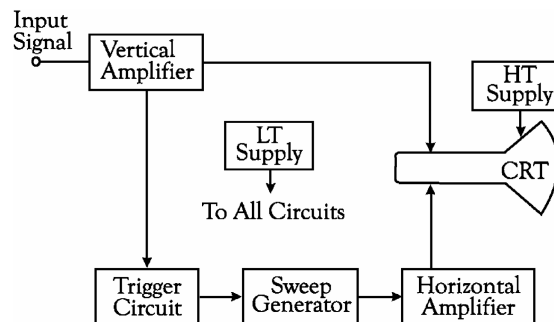 Input
Signal
Vertical
Amplifier
HT
Supply
LT
Supply
CRT
To All Circuits
Trigger
Circuit
Sweep
Generator
Horizontal
Amplifier